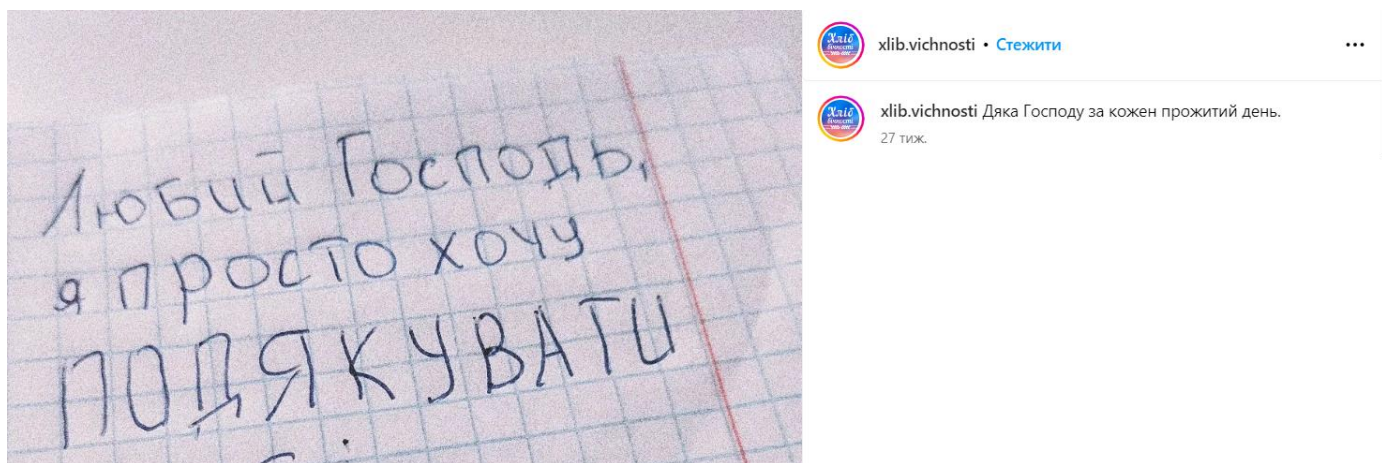 Любий Господь,
я просто хочу
ПОДЯКУВАТИ
xlib.vichnosti • Стежити
xlib.vichnosti Дяка Господу за кожен прожитий день.
27 тиж.